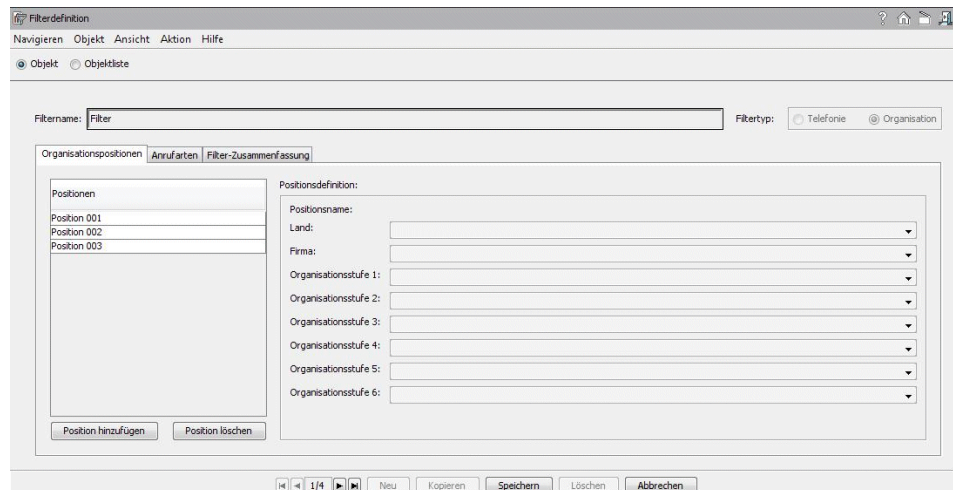 Filterdefinition
Navigieren Objekt Ansicht Aktion Hilfe
Objekt Objektliste
Filtername: Filter Filtertyp: Telefonie Organisation
Organisationspositionen Anrufarten Filter-Zusammenfassung
Positionen
Position 001
Position 002
Position 003
Position hinzufügen Position löschen
Positionsdefinition:
Positionsname:
Land:
Firma:
Organisationsstufe 1:
Organisationsstufe 2:
Organisationsstufe 3:
Organisationsstufe 4:
Organisationsstufe 5:
Organisationsstufe 6:
1/4 Neu Kopieren Speichern Löschen Abbrechen